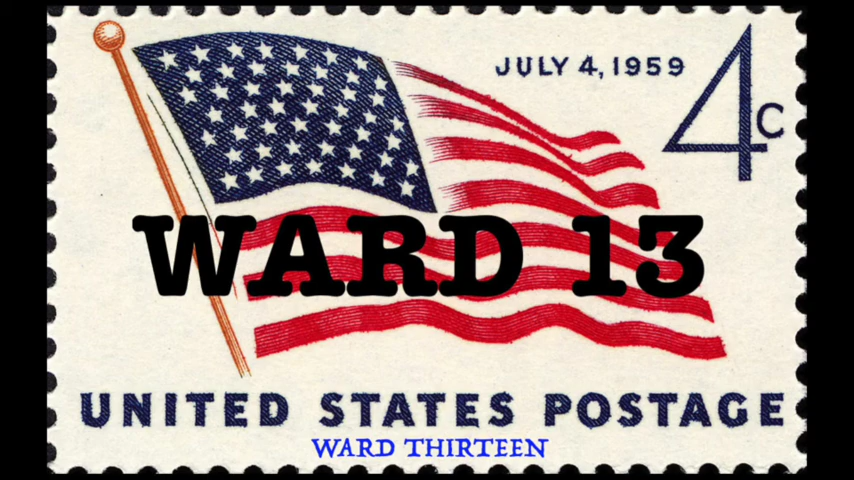 JULY 4, 1959
4c
WARD 13
UNITED STATES POSTAGE
WARD THIRTEEN